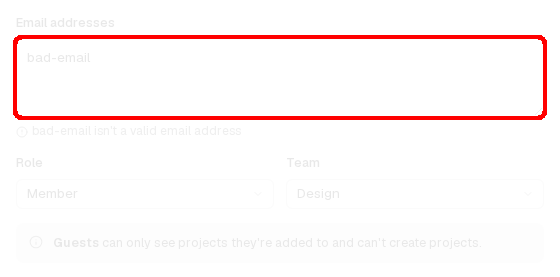 Email addresses
bad-email
bad-email isn't a valid email address
Role
Team
Member
Design
Guests can only see projects they're added to and can't create projects.